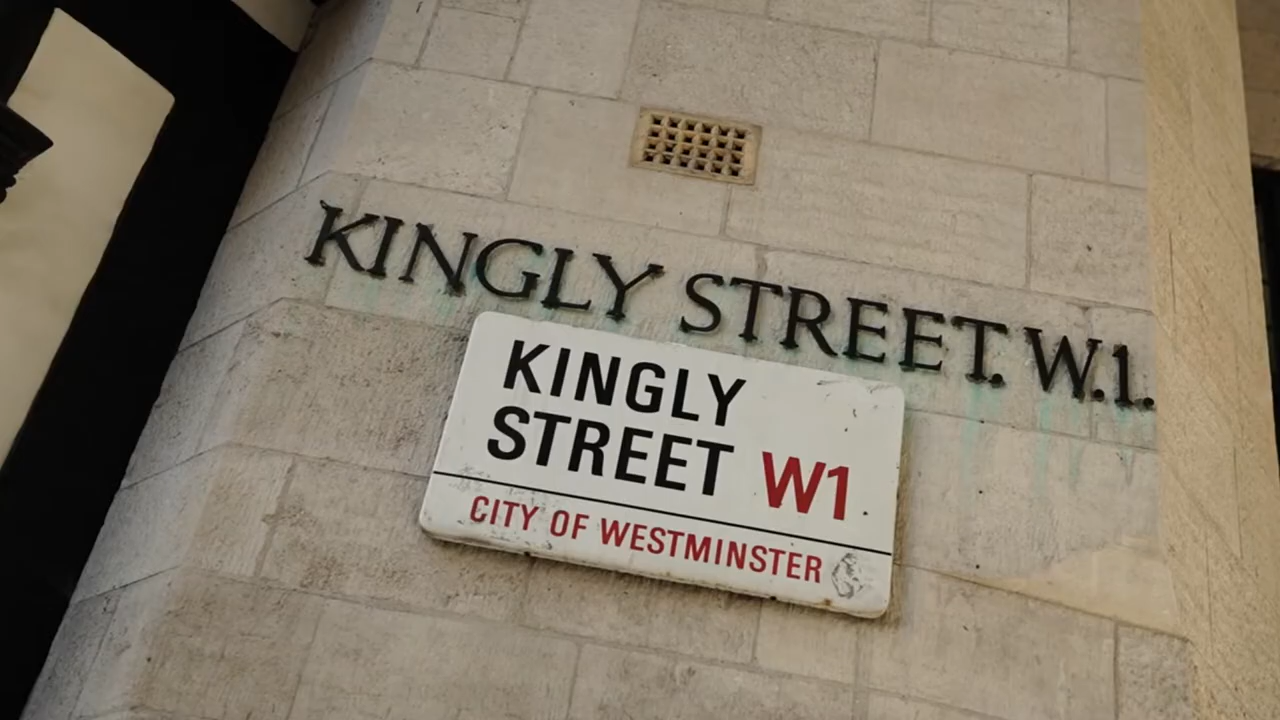 KINGLY STREET. W.1.
KINGLY
STREET W1
CITY OF WESTMINSTER